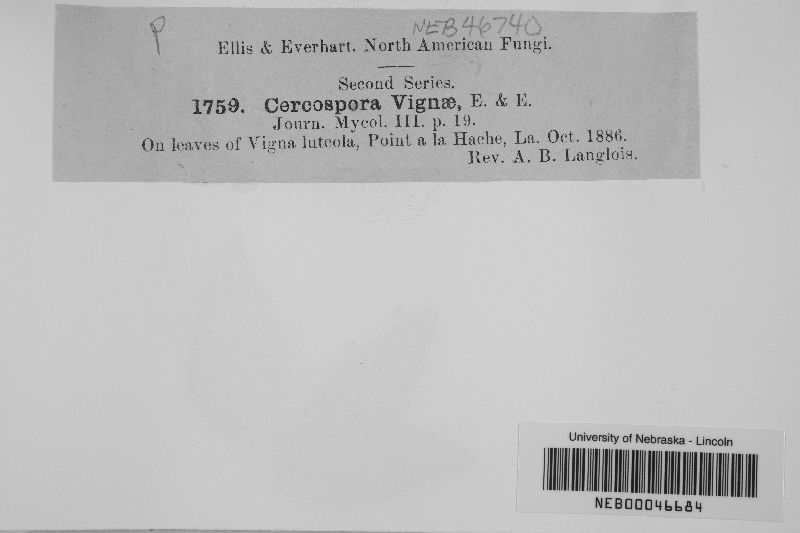 P NEB46740
Ellis & Everhart. North American Fungi.
Second Series.
1759. Cercospora Vignæ, E. & E.
Journ. Mycol. III. p. 19.
On leaves of Vigna luteola, Point a la Hache, La. Oct. 1886.
Rev. A. B. Langlois.
University of Nebraska - Lincoln
NEB00046684